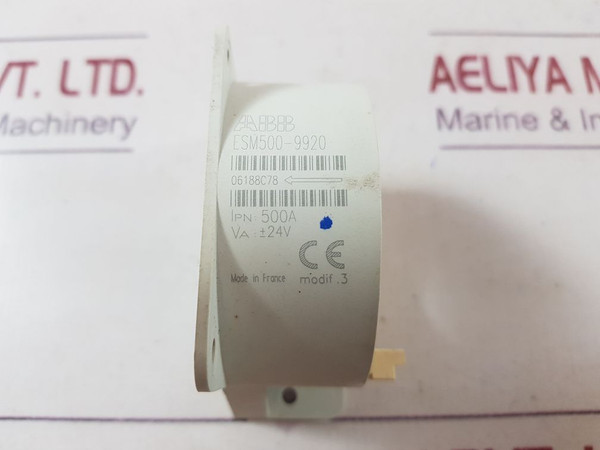 VT. LTD.
Machinery
AELIYA M
Marine & In
ABB
CSM500-9920
06188C78
IPN: 500A
VA: ±24V
CE
Made in France
modif.3